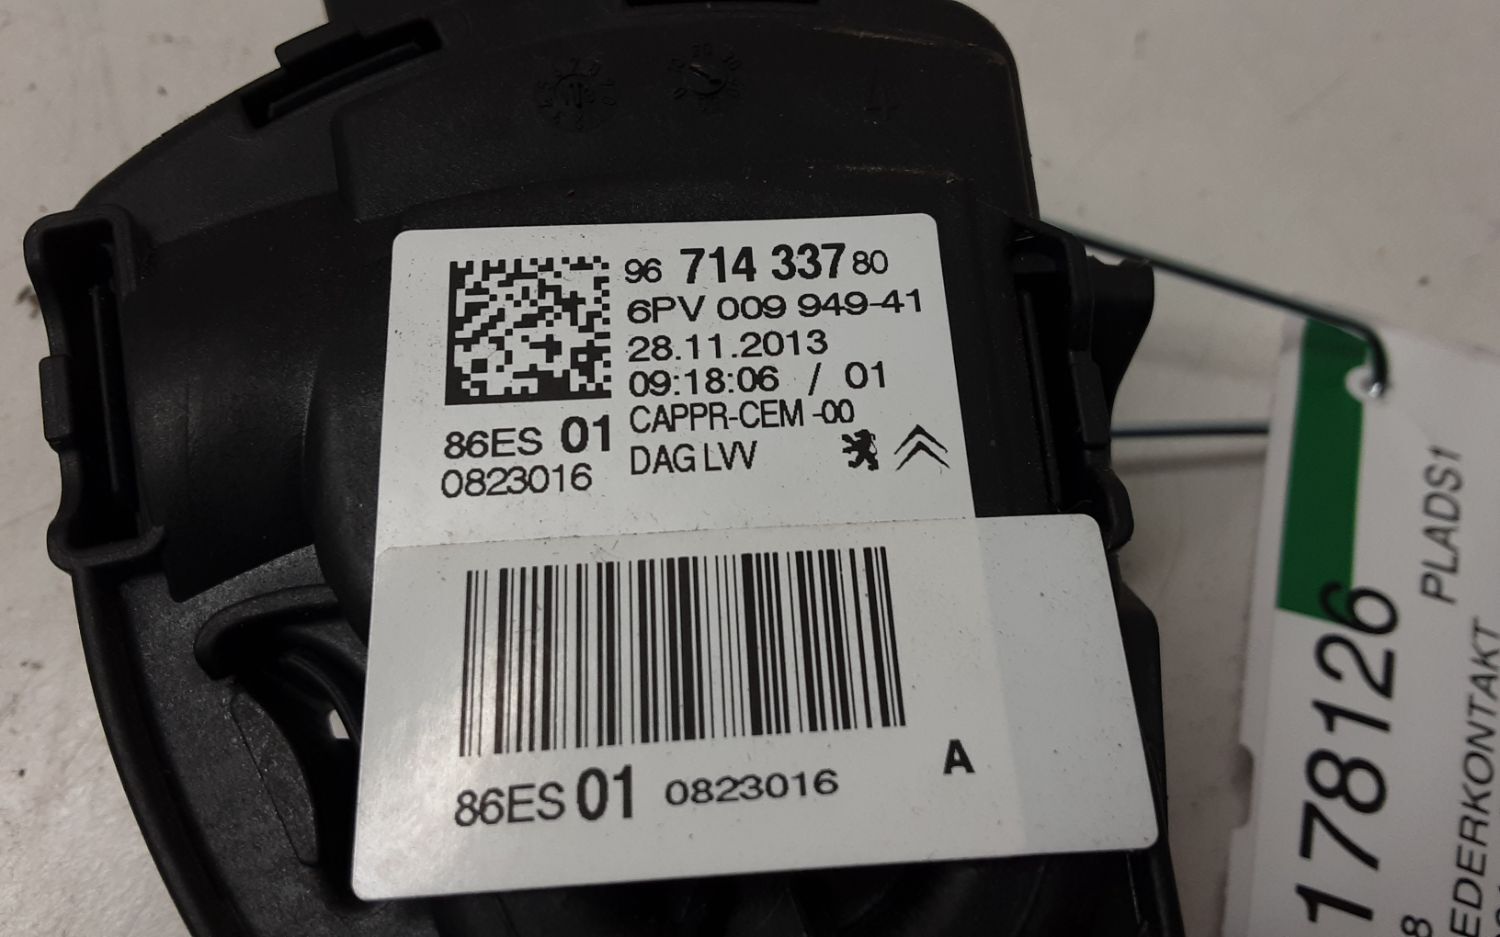 96 714 337 80
6PV 009 949-41
28.11.2013
09:18:06 / 01
CAPPR-CEM -00
DAG LVV
86ES 01
0823016
86ES 01 0823016
A
178126
PLADS1